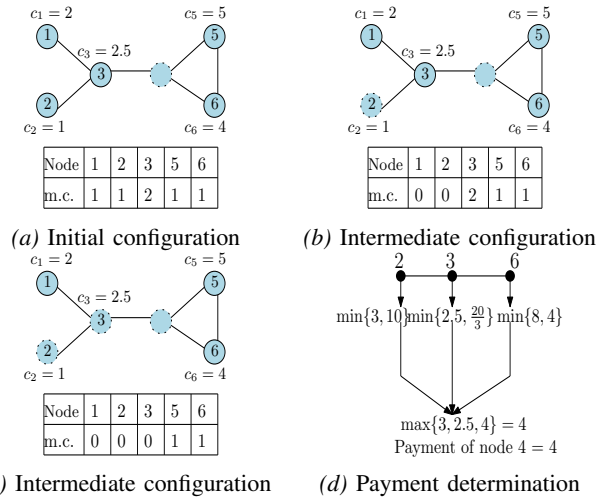 c₁ = 2
c₅ = 5
1
5
c₃ = 2.5
3
2
6
c₂ = 1
c₆ = 4
Node 1 2 3 5 6
m.c. 1 1 2 1 1
(a) Initial configuration
c₁ = 2
c₅ = 5
1
5
c₃ = 2.5
3
2
6
c₂ = 1
c₆ = 4
Node 1 2 3 5 6
m.c. 0 0 2 1 1
(b) Intermediate configuration
c₁ = 2
c₅ = 5
1
5
c₃ = 2.5
3
2
6
c₂ = 1
c₆ = 4
Node 1 2 3 5 6
m.c. 0 0 0 1 1
) Intermediate configuration
2 3 6
min{3, 10} min{2.5, 20/3} min{8, 4}
max{3, 2.5, 4} = 4
Payment of node 4 = 4
(d) Payment determination